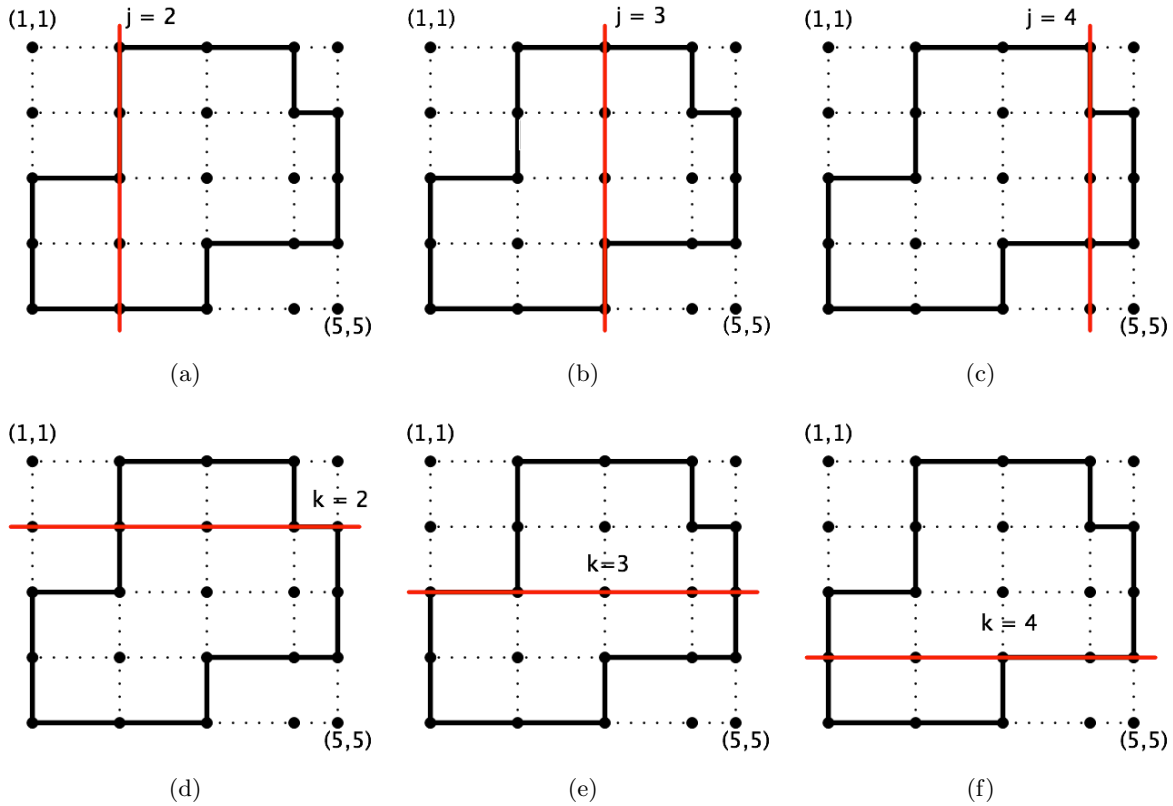 (1,1) j = 2 (1,1) j = 3 (1,1) j = 4
(5,5) (5,5) (5,5)
(a) (b) (c)
(1,1) (1,1) (1,1)
k = 2
k=3
k = 4
(5,5) (5,5) (5,5)
(d) (e) (f)